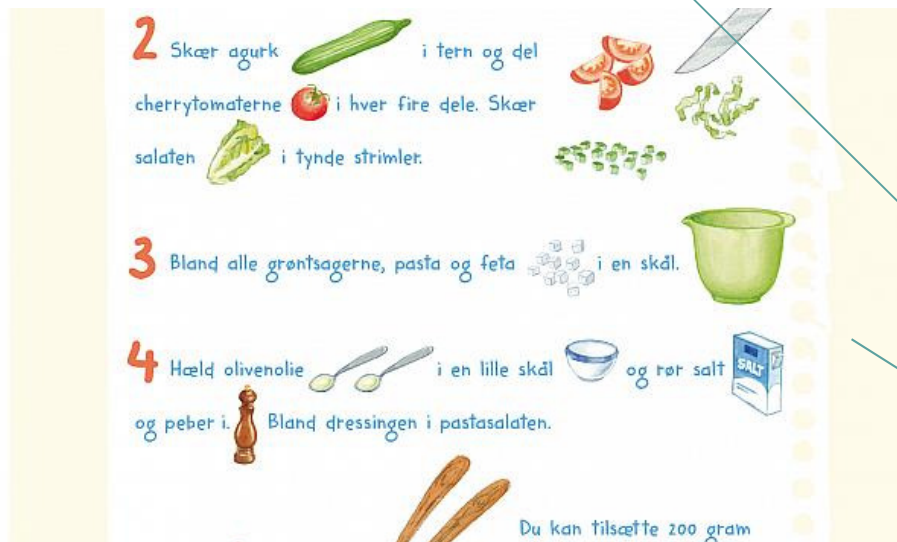 2 Skær agurk i tern og del
cherrytomaterne i hver fire dele. Skær
salaten i tynde strimler.
3 Bland alle grøntsagerne, pasta og feta i en skål.
4 Hæld olivenolie i en lille skål og rør salt
SALT
og peber i. Bland dressingen i pastasalaten.
Du kan tilsætte 200 gram